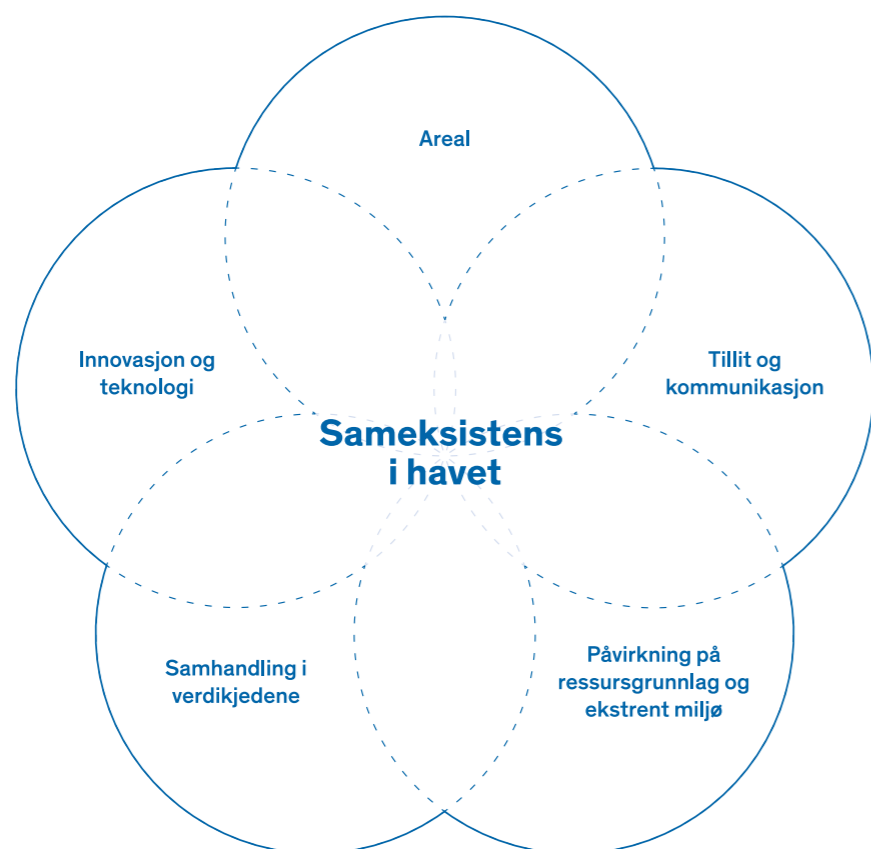 Areal
Innovasjon og
teknologi
Tillit og
kommunikasjon
Sameksistens
i havet
Samhandling i
verdikjedene
Påvirkning på
ressursgrunnlag og
ekstrent miljø